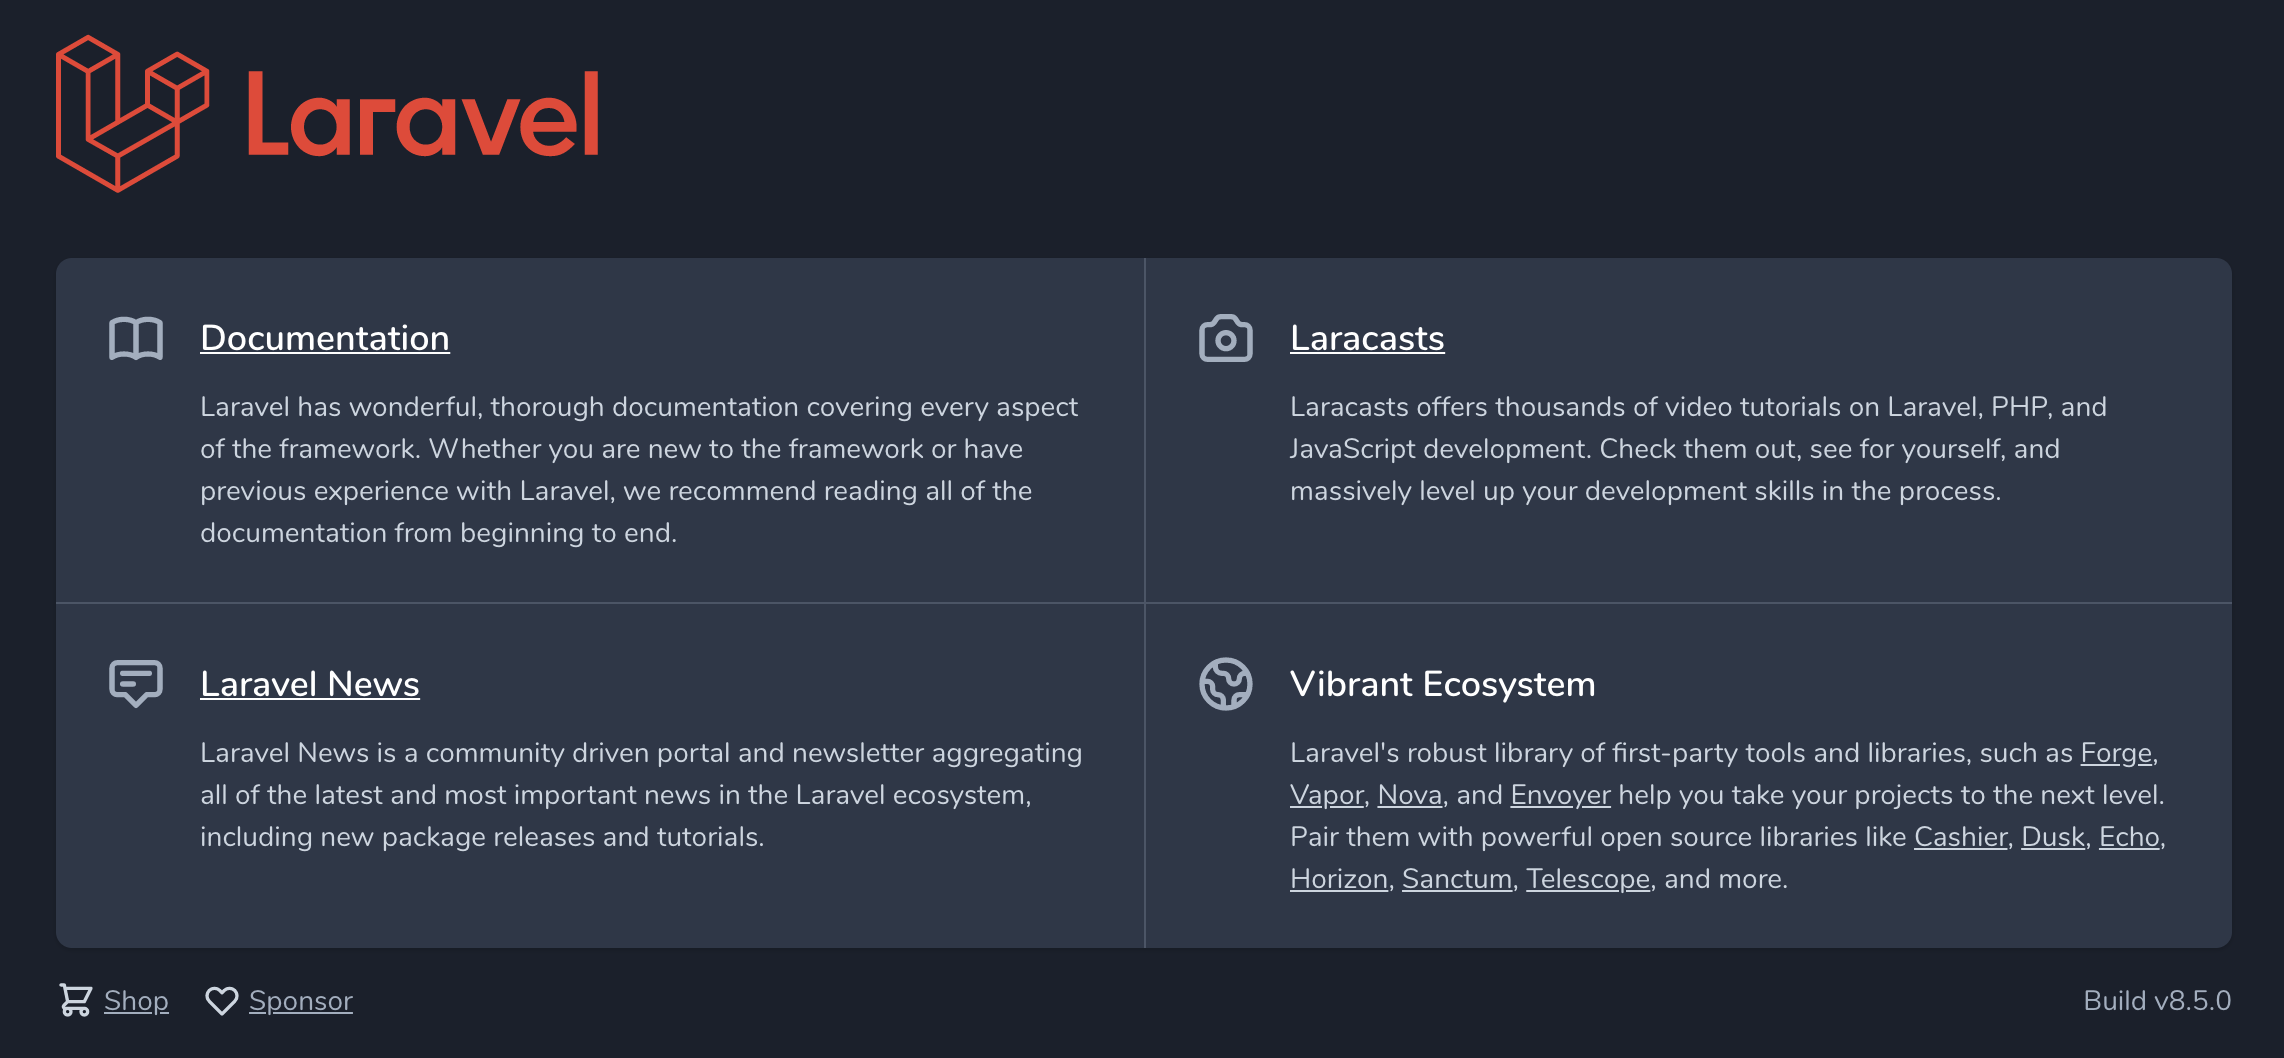 Laravel
Documentation
Laravel has wonderful, thorough documentation covering every aspect
of the framework. Whether you are new to the framework or have
previous experience with Laravel, we recommend reading all of the
documentation from beginning to end.
Laracasts
Laracasts offers thousands of video tutorials on Laravel, PHP, and
JavaScript development. Check them out, see for yourself, and
massively level up your development skills in the process.
Laravel News
Laravel News is a community driven portal and newsletter aggregating
all of the latest and most important news in the Laravel ecosystem,
including new package releases and tutorials.
Vibrant Ecosystem
Laravel's robust library of first-party tools and libraries, such as Forge,
Vapor, Nova, and Envoyer help you take your projects to the next level.
Pair them with powerful open source libraries like Cashier, Dusk, Echo,
Horizon, Sanctum, Telescope, and more.
Shop
Sponsor
Build v8.5.0